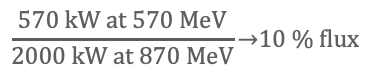 570 kW at 570 MeV
2000 kW at 870 MeV
→10 % flux